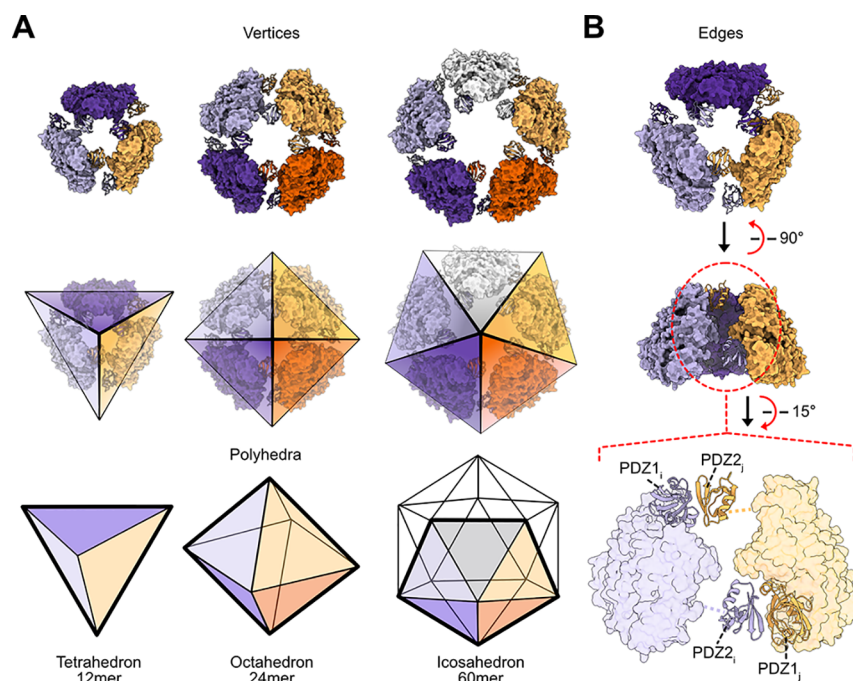 A
Vertices
B
Edges
90°
15°
Polyhedra
PDZ1i
PDZ2j
PDZ2i
PDZ1j
Tetrahedron
12mer
Octahedron
24mer
Icosahedron
60mer